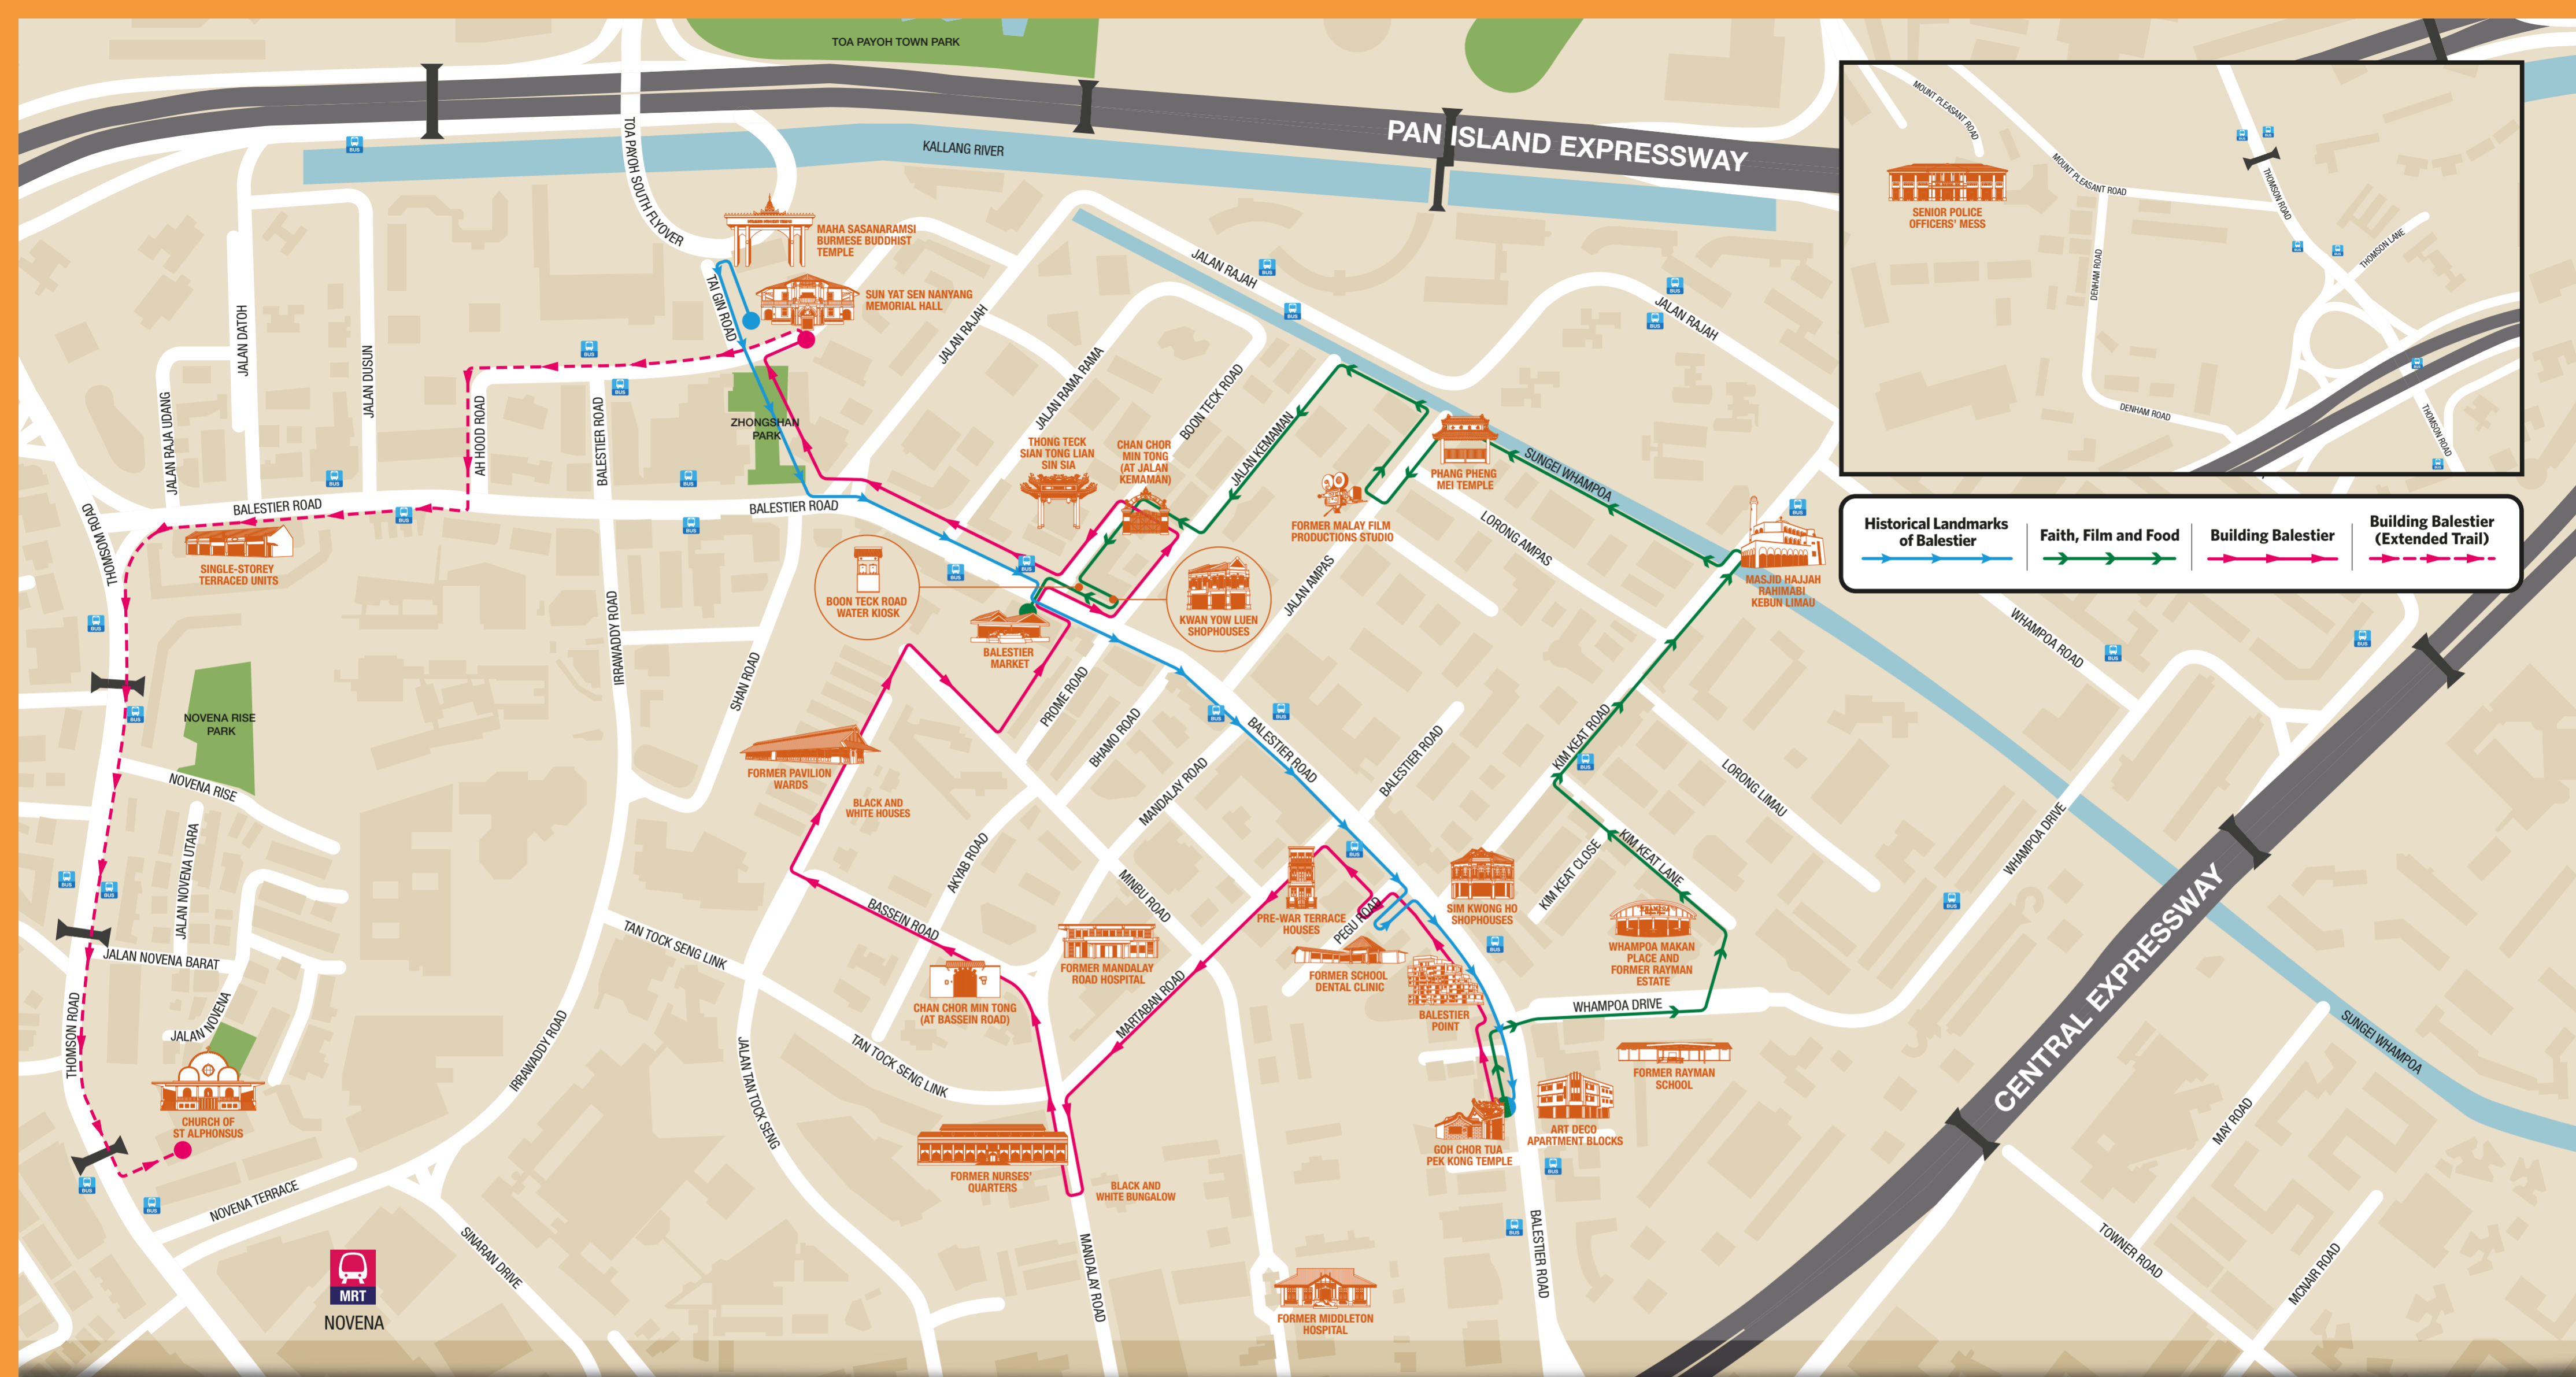 TOA PAYOH TOWN PARK
PAN ISLAND EXPRESSWAY
KALLANG RIVER
TOA PAYOH SOUTH FLYOVER
MAHA SASANARAMSI
BURMESE BUDDHIST
TEMPLE
SUN YAT SEN NANYANG
MEMORIAL HALL
TAI GIN ROAD
ZHONGSHAN
PARK
JALAN DATOH
JALAN DUSUN
JALAN RAJA UDANG
AH HOOD ROAD
BALESTIER ROAD
BALESTIER ROAD
BALESTIER ROAD
THOMSOM ROAD
SINGLE-STOREY
TERRACED UNITS
JALAN RAJAH
JALAN RAJAH
JALAN RAJAH
JALAN RAMA RAMA
BOON TECK ROAD
JALAN KEMAMAN
THONG TECK
SIAN TONG LIAN
SIN SIA
CHAN CHOR
MIN TONG
(AT JALAN
KEMAMAN)
FORMER MALAY FILM
PRODUCTIONS STUDIO
PHANG PHENG
MEI TEMPLE
SUNGEI WHAMPOA
LORONG AMPAS
JALAN AMPAS
MASJID HAJJAH
RAHIMABI
KEBUN LIMAU
BOON TECK ROAD
WATER KIOSK
KWAN YOW LUEN
SHOPHOUSES
BALESTIER
MARKET
MOUNT PLEASANT ROAD
MOUNT PLEASANT ROAD
SENIOR POLICE
OFFICERS' MESS
DENHAM ROAD
DENHAM ROAD
THOMSON ROAD
THOMSON LANE
THOMSON ROAD
Historical Landmarks
of Balestier
Faith, Film and Food
Building Balestier
Building Balestier
(Extended Trail)
WHAMPOA ROAD
IRRAWADDY ROAD
SHAN ROAD
PROME ROAD
BHAMO ROAD
MANDALAY ROAD
BALESTIER ROAD
BALESTIER ROAD
KIM KEAT ROAD
LORONG LIMAU
WHAMPOA DRIVE
NOVENA RISE
PARK
NOVENA RISE
JALAN NOVENA UTARA
JALAN NOVENA BARAT
JALAN NOVENA
THOMSON ROAD
CHURCH OF
ST ALPHONSUS
NOVENA TERRACE
SINARAN DRIVE
IRRAWADDY ROAD
MRT
NOVENA
FORMER PAVILION
WARDS
BLACK AND
WHITE HOUSES
AKYAB ROAD
BASSEIN ROAD
MINBU ROAD
TAN TOCK SENG LINK
TAN TOCK SENG LINK
JALAN TAN TOCK SENG
CHAN CHOR MIN TONG
(AT BASSEIN ROAD)
FORMER MANDALAY
ROAD HOSPITAL
MARTABAN ROAD
FORMER NURSES'
QUARTERS
BLACK AND
WHITE BUNGALOW
MANDALAY ROAD
PRE-WAR TERRACE
HOUSES
PEGU ROAD
FORMER SCHOOL
DENTAL CLINIC
SIM KWONG HO
SHOPHOUSES
KIM KEAT CLOSE
KIM KEAT LANE
WHAMPOA MAKAN
PLACE AND
FORMER RAYMAN
ESTATE
BALESTIER
POINT
WHAMPOA DRIVE
FORMER RAYMAN
SCHOOL
ART DECO
APARTMENT BLOCKS
GOH CHOR TUA
PEK KONG TEMPLE
BALESTIER ROAD
FORMER MIDDLETON
HOSPITAL
CENTRAL EXPRESSWAY
SUNGEI WHAMPOA
MAY ROAD
TOWNER ROAD
MCNAIR ROAD
BUS